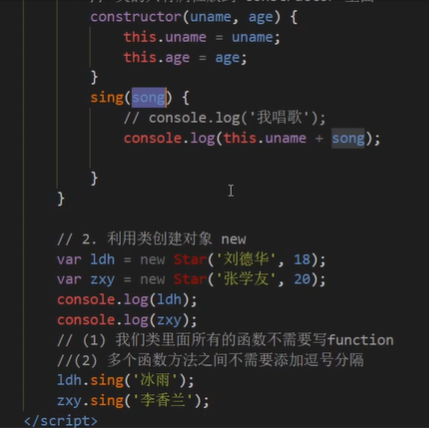 constructor(uname, age) {
this.uname = uname;
this.age = age;
}
sing(song) {
// console.log('我唱歌');
console.log(this.uname + song);
}
}
// 2. 利用类创建对象 new
var ldh = new Star('刘德华', 18);
var zxy = new Star('张学友', 20);
console.log(ldh);
console.log(zxy);
// (1) 我们类里面所有的函数不需要写function
//(2) 多个函数方法之间不需要添加逗号分隔
ldh.sing('冰雨');
zxy.sing('李香兰');
</script>